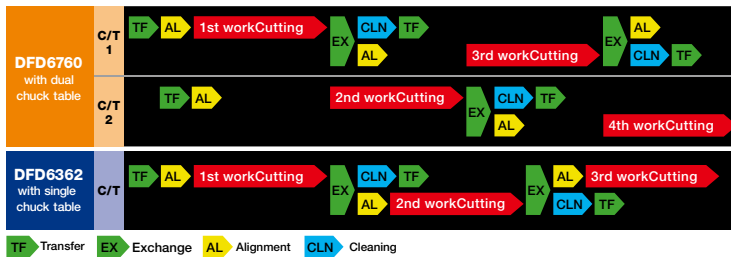 DFD6760
with dual
chuck table
C/T
1
TF AL 1st workCutting EX CLN TF
AL
3rd workCutting EX AL
CLN TF
C/T
2
TF AL 2nd workCutting EX CLN TF
AL
4th workCutting
DFD6362
with single
chuck table
C/T
TF AL 1st workCutting EX CLN TF
AL 2nd workCutting EX AL 3rd workCutting
CLN TF
TF Transfer EX Exchange AL Alignment CLN Cleaning